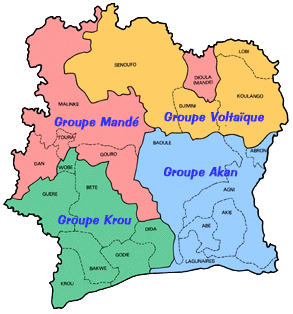 LOBI
SENOUFO
DIOULA
(MANDE)
KOULANGO
MALINKE
DJIMINI
Groupe Voltaïque
Groupe Mandé
TOURA
BAOULE
ABRON
GOURO
DAN
WOBE
Groupe Akan
GUERE
BETE
AGNI
AKIE
Groupe Krou
DIDA
ABE
GODIE
LAGUNAIRES
BAKWE
KROU